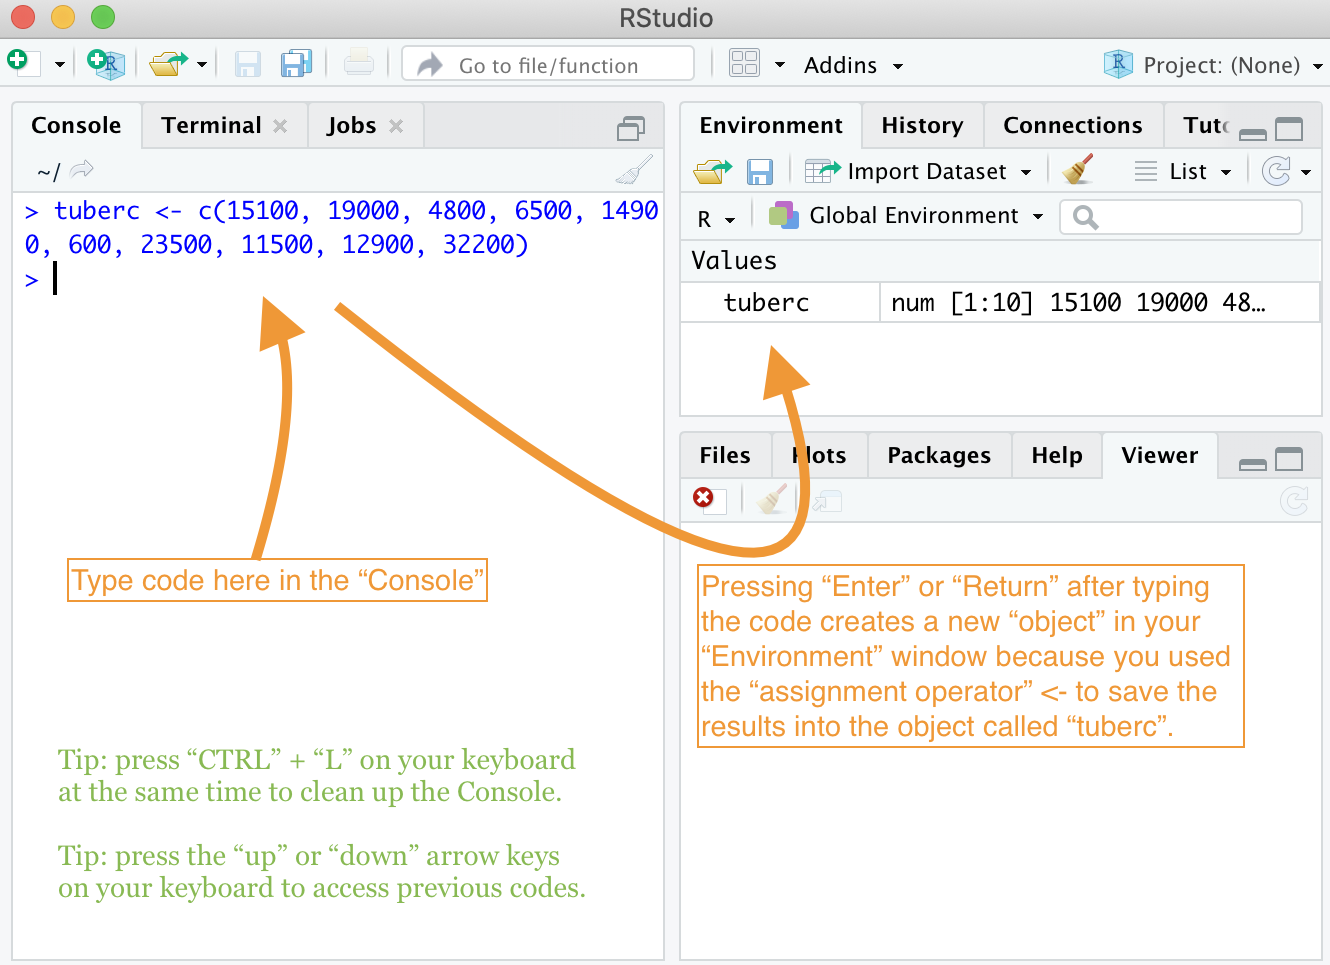 RStudio
Go to file/function
Addins
Project: (None)
Console
Terminal
Jobs
~/
> tuberc <- c(15100, 19000, 4800, 6500, 1490
0, 600, 23500, 11500, 12900, 32200)
>
Type code here in the “Console”
Tip: press “CTRL” + “L” on your keyboard
at the same time to clean up the Console.
Tip: press the “up” or “down” arrow keys
on your keyboard to access previous codes.
Environment
History
Connections
Tuto
Import Dataset
List
R
Global Environment
Values
tuberc
num [1:10] 15100 19000 48…
Files
Plots
Packages
Help
Viewer
Pressing “Enter” or “Return” after typing
the code creates a new “object” in your
“Environment” window because you used
the “assignment operator” <- to save the
results into the object called “tuberc”.